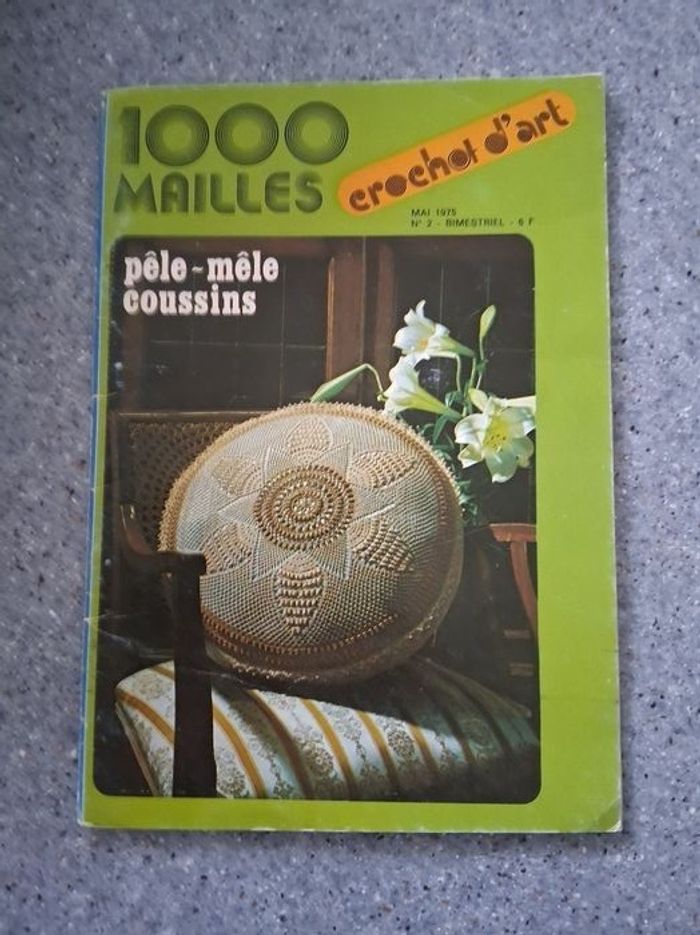 1000
MAILLES
crochet d'art
MAI 1975
N° 2 - BIMESTRIEL - 6 F
pêle-mêle
coussins